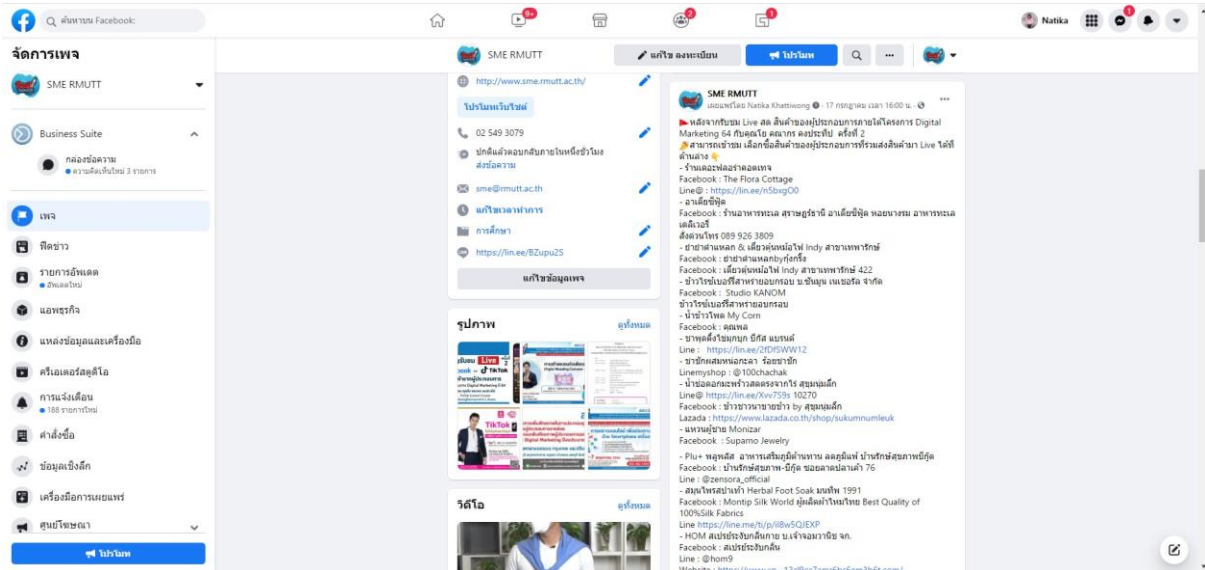 ค้นหาบน Facebook
9+
2
1
Natika
1
จัดการเพจ
SME RMUTT
Business Suite
กล่องข้อความ
ความคิดเห็นใหม่ 3 รายการ
เพจ
ฟีดข่าว
รายการอัพเดต
อัพเดตใหม่
แอพธุรกิจ
แหล่งข้อมูลและเครื่องมือ
ครีเอเตอร์สตูดิโอ
การแจ้งเตือน
188 รายการใหม่
คำสั่งซื้อ
ข้อมูลเชิงลึก
เครื่องมือการเผยแพร่
ศูนย์โฆษณา
โปรโมท
SME RMUTT
แก้ไข ลงทะเบียน
โปรโมท
http://www.sme.rmutt.ac.th/
โปรโมทเว็บไซต์
02 549 3079
ปกติแล้วตอบกลับภายในหนึ่งชั่วโมง
ส่งข้อความ
sme@rmutt.ac.th
แก้ไขเวลาทำการ
การศึกษา
https://lin.ee/BZupu2S
แก้ไขข้อมูลเพจ
รูปภาพ
ดูทั้งหมด
Live
TikTok
TikTok
วิดีโอ
ดูทั้งหมด
SME RMUTT
เผยแพร่โดย Natika Khattiwong · 17 กรกฎาคม เวลา 16:00 น. ·
หลังจากรับชม Live สด สินค้าของผู้ประกอบการภายใต้โครงการ Digital
Marketing 64 กับคุณโย คณากร คงประทีป ครั้งที่ 2
สามารถเข้าชม เลือกซื้อสินค้าของผู้ประกอบการที่ร่วมส่งสินค้ามา Live ได้ที่
ด้านล่าง
- ร้านเดอะฟลอร่าคอตเทจ
Facebook : The Flora Cottage
Line@ : https://lin.ee/nSbxgO0
- อาเดียซีฟู้ด
Facebook : ร้านอาหารทะเล สุราษฎร์ธานี อาเดียซีฟู้ด หอยนางรม อาหารทะเล
เดลิเวอรี่
สั่งด่วนโทร 089 926 3809
- ย่าย่าตำแหลก & เตี๋ยวตุ๋นหม้อไฟ Indy สาขาเทพารักษ์
Facebook : ย่าย่าตำแหลกbyกุ๋งกริ๋ง
Facebook : เตี๋ยวตุ๋นหม้อไฟ Indy สาขาเทพารักษ์ 422
- ข้าวไรซ์เบอร์รี่สาหร่ายอบกรอบ บ.ขันมูน เนเชอรัล จำกัด
Facebook : Studio KANOM
ข้าวไรซ์เบอร์รี่สาหร่ายอบกรอบ
- น้ำข้าวโพด My Corn
Facebook : คุณพล
- ชาพุดดิ้งไข่มุกบุก บีกัส แบรนด์
Line : https://lin.ee/2fDfSWW12
- ชาชักผสมหน่อกะลา ร้อยชาชัก
Linemyshop : @100chachak
- น้ำช่อดอกมะพร้าวสดตรงจากไร่ สุขุมนุ่มลึก
Line@ https://lin.ee/Xvv7S9s 10270
Facebook : ข้าวชาวนาขายข้าว by สุขุมนุ่มลึก
Lazada : https://www.lazada.co.th/shop/sukumnumleuk
- แหวนผู้ชาย Monizar
Facebook : Supamo Jewelry
- Plu+ พลูพลัส อาหารเสริมภูมิต้านทาน ลดภูมิแพ้ บ้านรักษ์สุขภาพบีกู๊ด
Facebook : บ้านรักษ์สุขภาพ-บีกู๊ด ซอยลาดปลาเค้า 76
Line : @zensora_official
- สมุนไพรสปาเท้า Herbal Foot Soak มนทิพ 1991
Facebook : Montip Silk World ผู้ผลิตผ้าไหมไทย Best Quality of
100%Silk Fabrics
Line https://line.me/ti/p/il8w5QJEXP
- HOM สเปรย์ระงับกลิ่นกาย บ.เจ้าจอมวานิช จก.
Facebook : สเปรย์ระงับกลิ่น
Line : @hom9